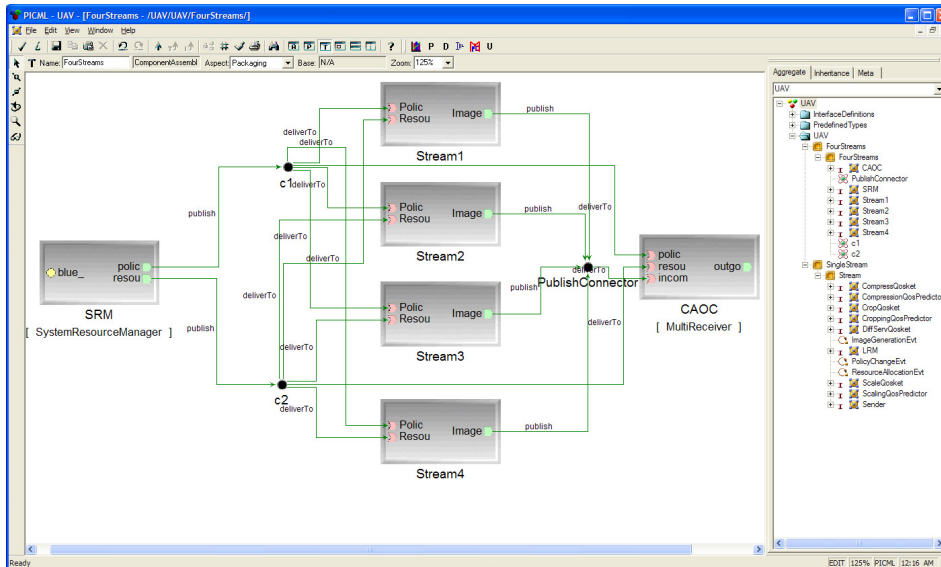 PICML - UAV - [FourStreams - /UAV/UAV/FourStreams/]
File Edit View Window Help
R P T ? P D U
Name: FourStreams ComponentAssembl Aspect: Packaging Base: N/A Zoom: 125%
Aggregate Inheritance Meta
UAV
UAV
InterfaceDefinitions
PredefinedTypes
UAV
FourStreams
FourStreams
CAOC
PublishConnector
SRM
Stream1
Stream2
Stream3
Stream4
c1
c2
SingleStream
Stream
CompressQosket
CompressionQosPredicto
CropQosket
CroppingQosPredictor
DiffServQosket
ImageGenerationEvt
LRM
PolicyChangeEvt
ResourceAllocationEvt
ScaleQosket
ScalingQosPredictor
Sender
Polic
Resou
Image
publish
Stream1
deliverTo
deliverTo
c1
deliverTo
publish
Polic
Resou
Image
publish
Stream2
deliverTo
deliverTo
deliverTo
blue_
polic
resou
SRM
[ SystemResourceManager ]
publish
polic
resou
incom
outgo
CAOC
[ MultiReceiver ]
deliverTo
PublishConnector
publish
Polic
Resou
Image
Stream3
deliverTo
deliverTo
deliverTo
c2
deliverTo
Polic
Resou
Image
publish
Stream4
Ready
EDIT 125% PICML 12:16 AM